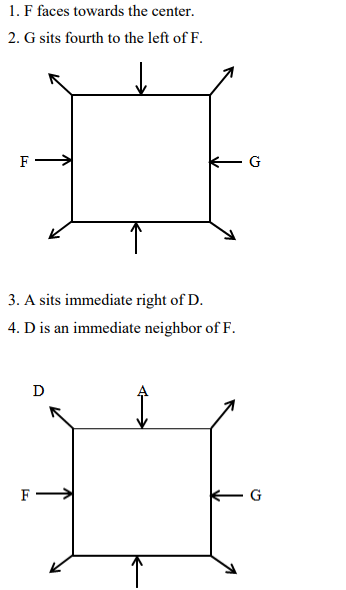 1. F faces towards the center.
2. G sits fourth to the left of F.
F G
3. A sits immediate right of D.
4. D is an immediate neighbor of F.
D A
F G